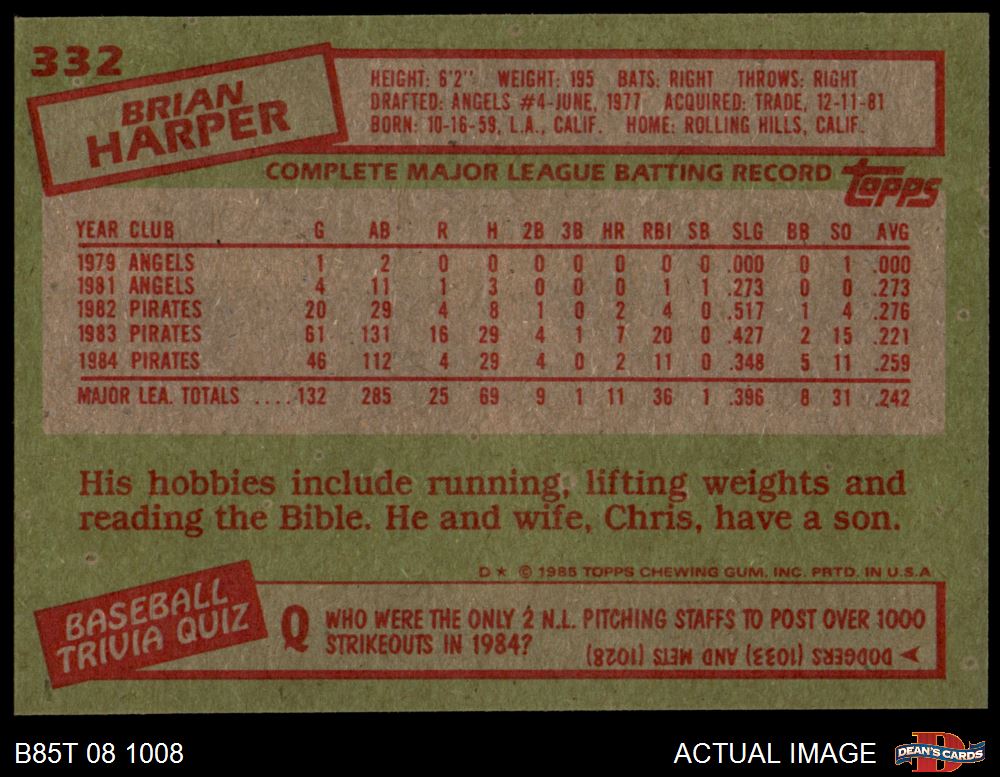 332
BRIAN
HARPER
HEIGHT: 6'2" WEIGHT: 195 BATS: RIGHT THROWS: RIGHT
DRAFTED: ANGELS #4-JUNE, 1977 ACQUIRED: TRADE, 12-11-81
BORN: 10-16-59, L.A., CALIF. HOME: ROLLING HILLS, CALIF.
COMPLETE MAJOR LEAGUE BATTING RECORD topps
YEAR CLUB G AB R H 2B 3B HR RBI SB SLG BB SO AVG
1979 ANGELS 1 2 0 0 0 0 0 0 0 .000 0 1 .000
1981 ANGELS 4 11 1 3 0 0 0 1 1 .273 0 0 .273
1982 PIRATES 20 29 4 8 1 0 2 4 0 .517 1 4 .276
1983 PIRATES 61 131 16 29 4 1 7 20 0 .427 2 15 .221
1984 PIRATES 46 112 4 29 4 0 2 11 0 .348 5 11 .259
MAJOR LEA. TOTALS ....132 285 25 69 9 1 11 36 1 .396 8 31 .242
His hobbies include running, lifting weights and
reading the Bible. He and wife, Chris, have a son.
D★ © 1985 TOPPS CHEWING GUM, INC. PRTD. IN U.S.A.
BASEBALL
TRIVIA QUIZ
Q WHO WERE THE ONLY 2 N.L. PITCHING STAFFS TO POST OVER 1000
STRIKEOUTS IN 1984?
DODGERS (1033) AND METS (1028)
B85T 08 1008 ACTUAL IMAGE DEAN'S CARDS